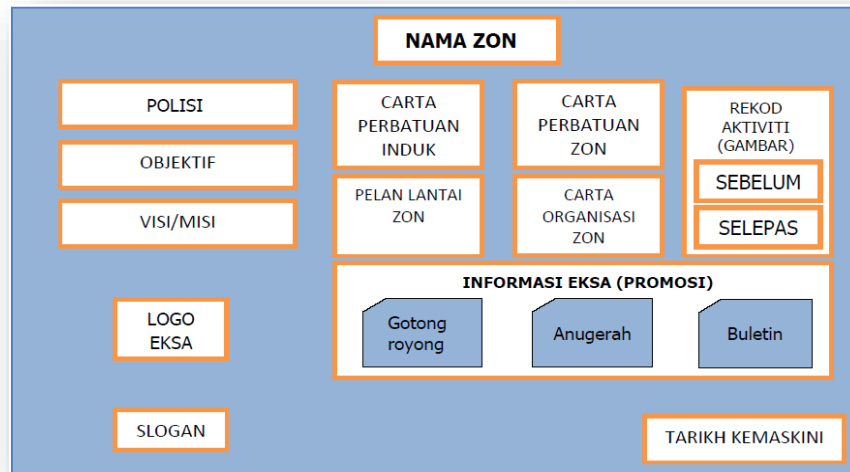 NAMA ZON
POLISI
OBJEKTIF
VISI/MISI
LOGO
EKSA
SLOGAN
CARTA
PERBATUAN
INDUK
CARTA
PERBATUAN
ZON
PELAN LANTAI
ZON
CARTA
ORGANISASI
ZON
REKOD
AKTIVITI
(GAMBAR)
SEBELUM
SELEPAS
INFORMASI EKSA (PROMOSI)
Gotong
royong
Anugerah
Buletin
TARIKH KEMASKINI